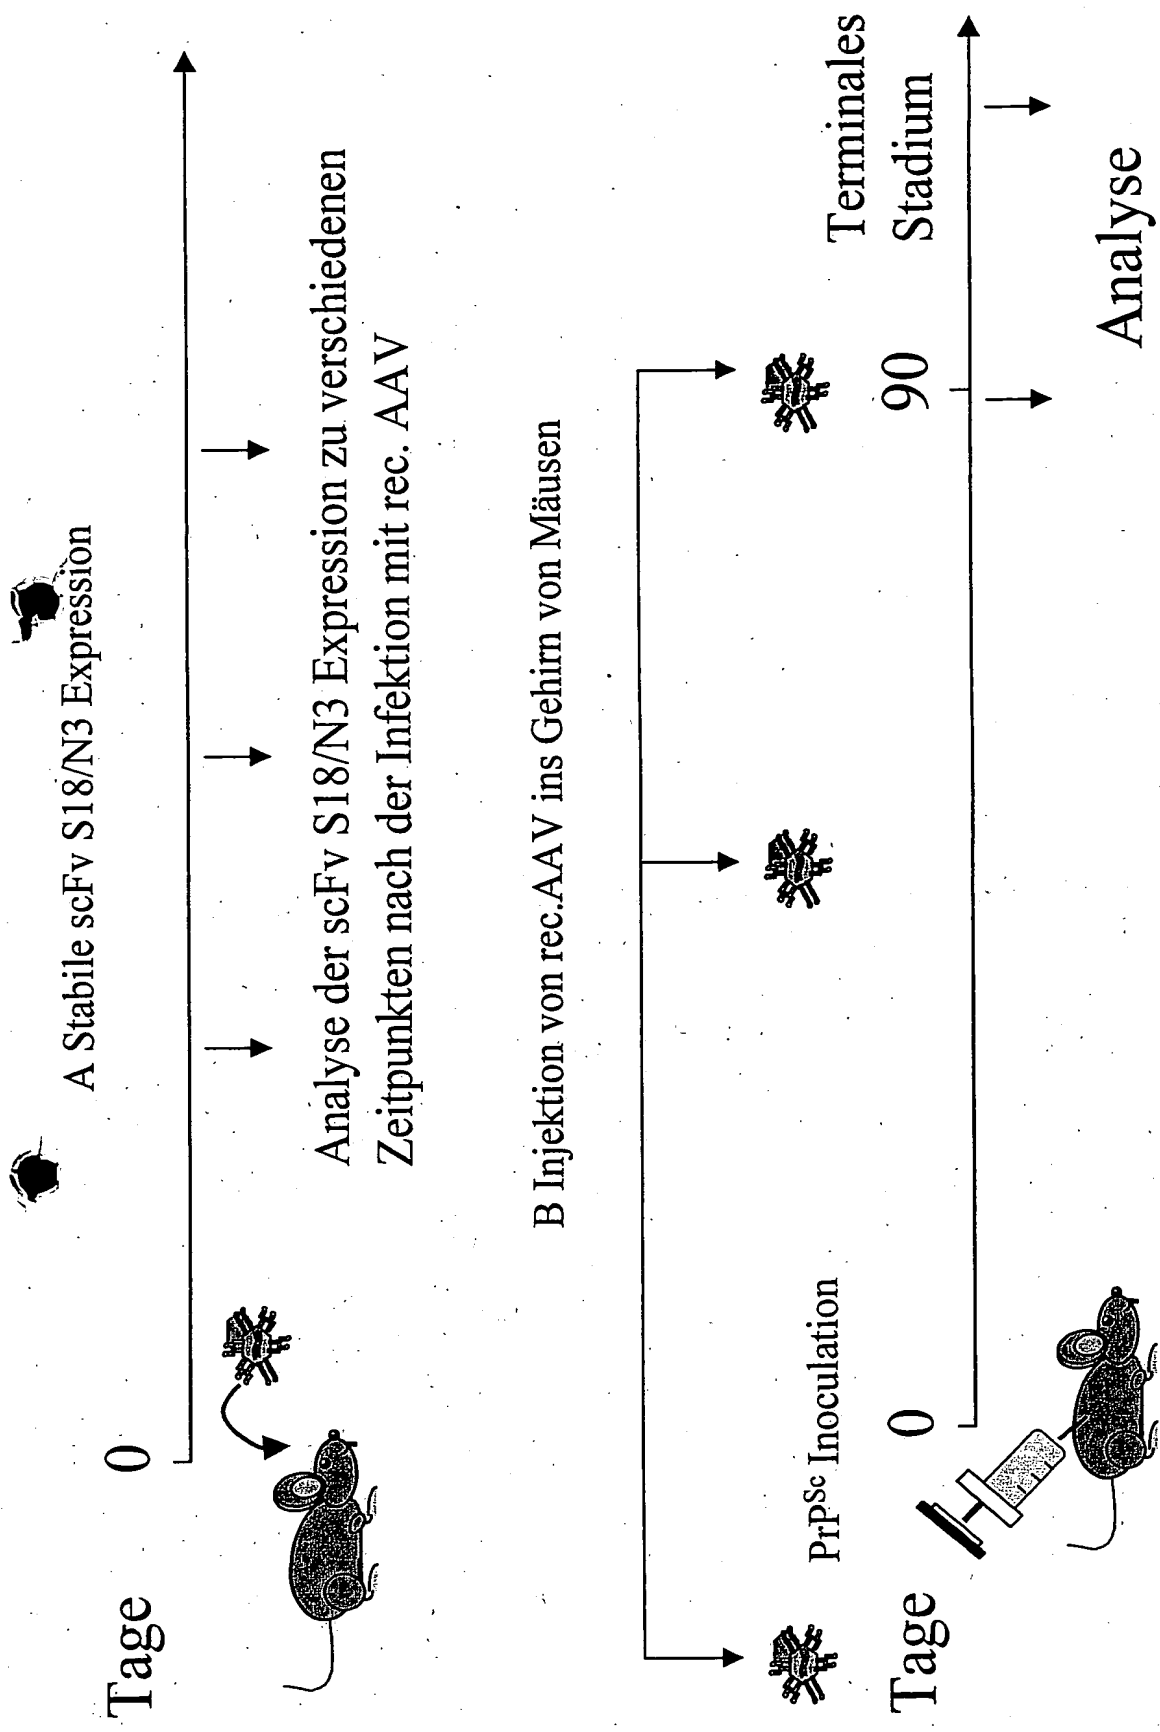 A Stabile scFv S18/N3 Expression
Tage
0
Analyse der scFv S18/N3 Expression zu verschiedenen
Zeitpunkten nach der Infektion mit rec. AAV
B Injektion von rec.AAV ins Gehirn von Mäusen
PrPSc Inoculation
Tage
0
90
Terminales
Stadium
Analyse